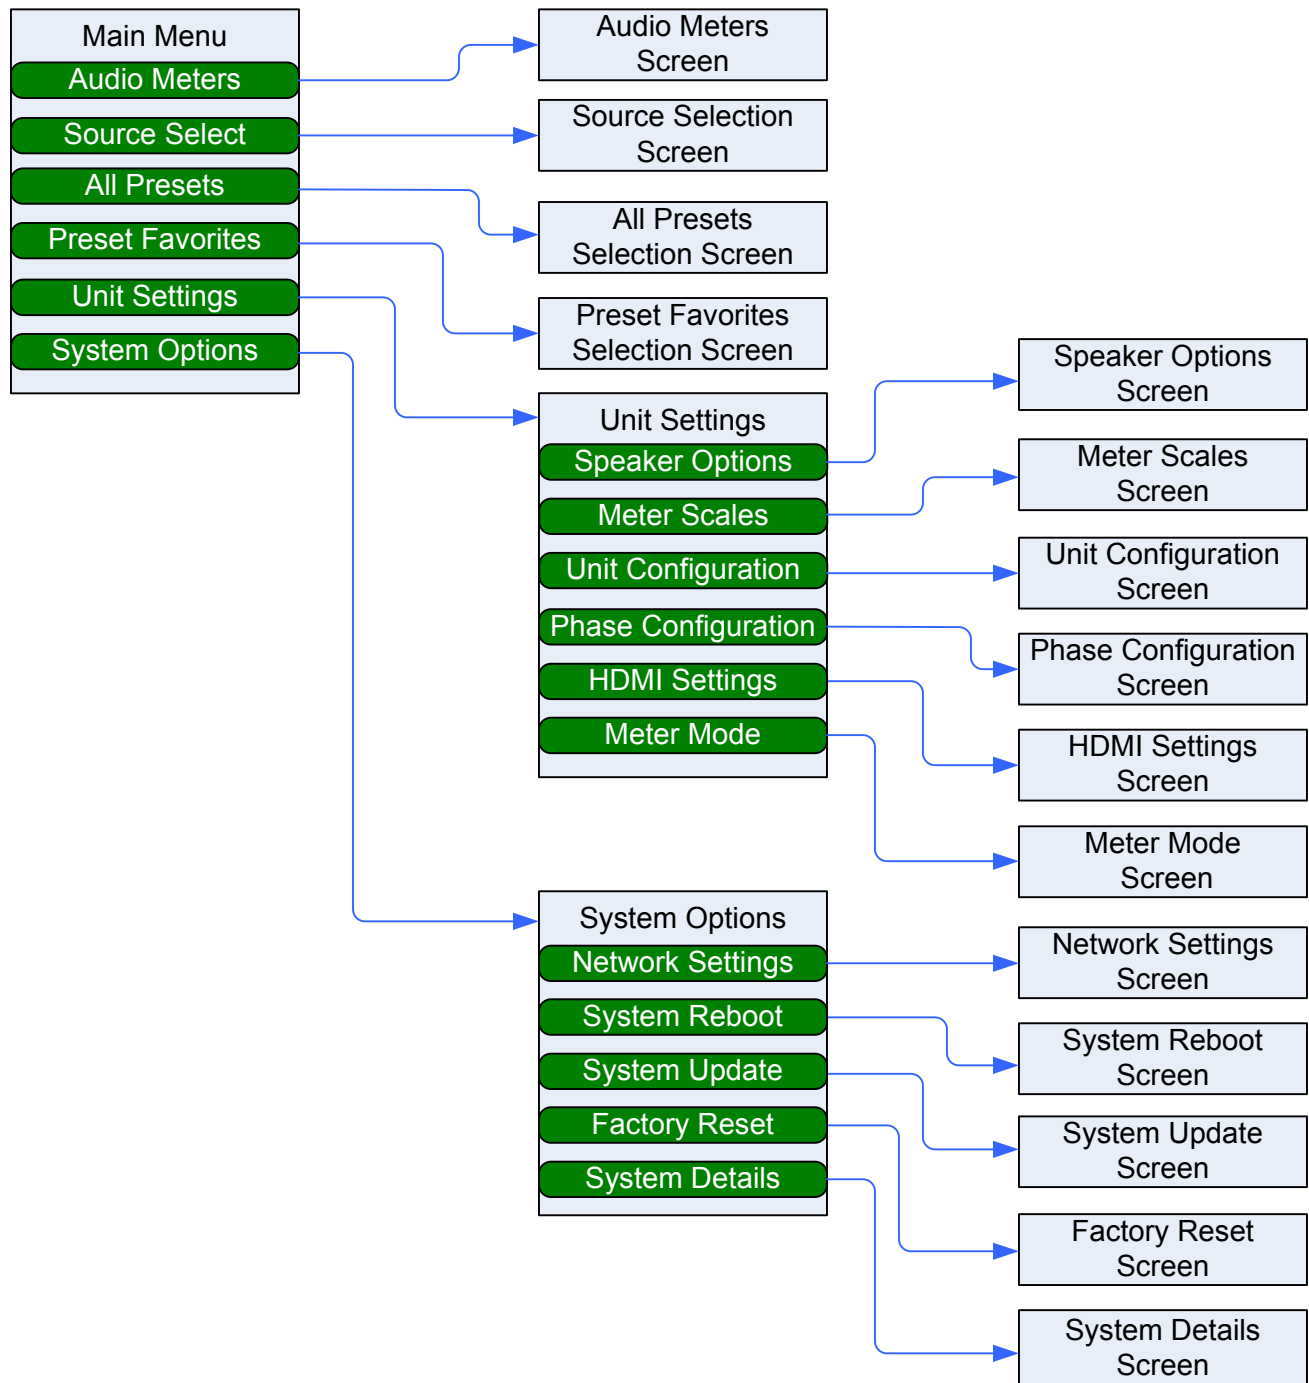 Main Menu
Audio Meters
Source Select
All Presets
Preset Favorites
Unit Settings
System Options
Audio Meters
Screen
Source Selection
Screen
All Presets
Selection Screen
Preset Favorites
Selection Screen
Unit Settings
Speaker Options
Meter Scales
Unit Configuration
Phase Configuration
HDMI Settings
Meter Mode
System Options
Network Settings
System Reboot
System Update
Factory Reset
System Details
Speaker Options
Screen
Meter Scales
Screen
Unit Configuration
Screen
Phase Configuration
Screen
HDMI Settings
Screen
Meter Mode
Screen
Network Settings
Screen
System Reboot
Screen
System Update
Screen
Factory Reset
Screen
System Details
Screen